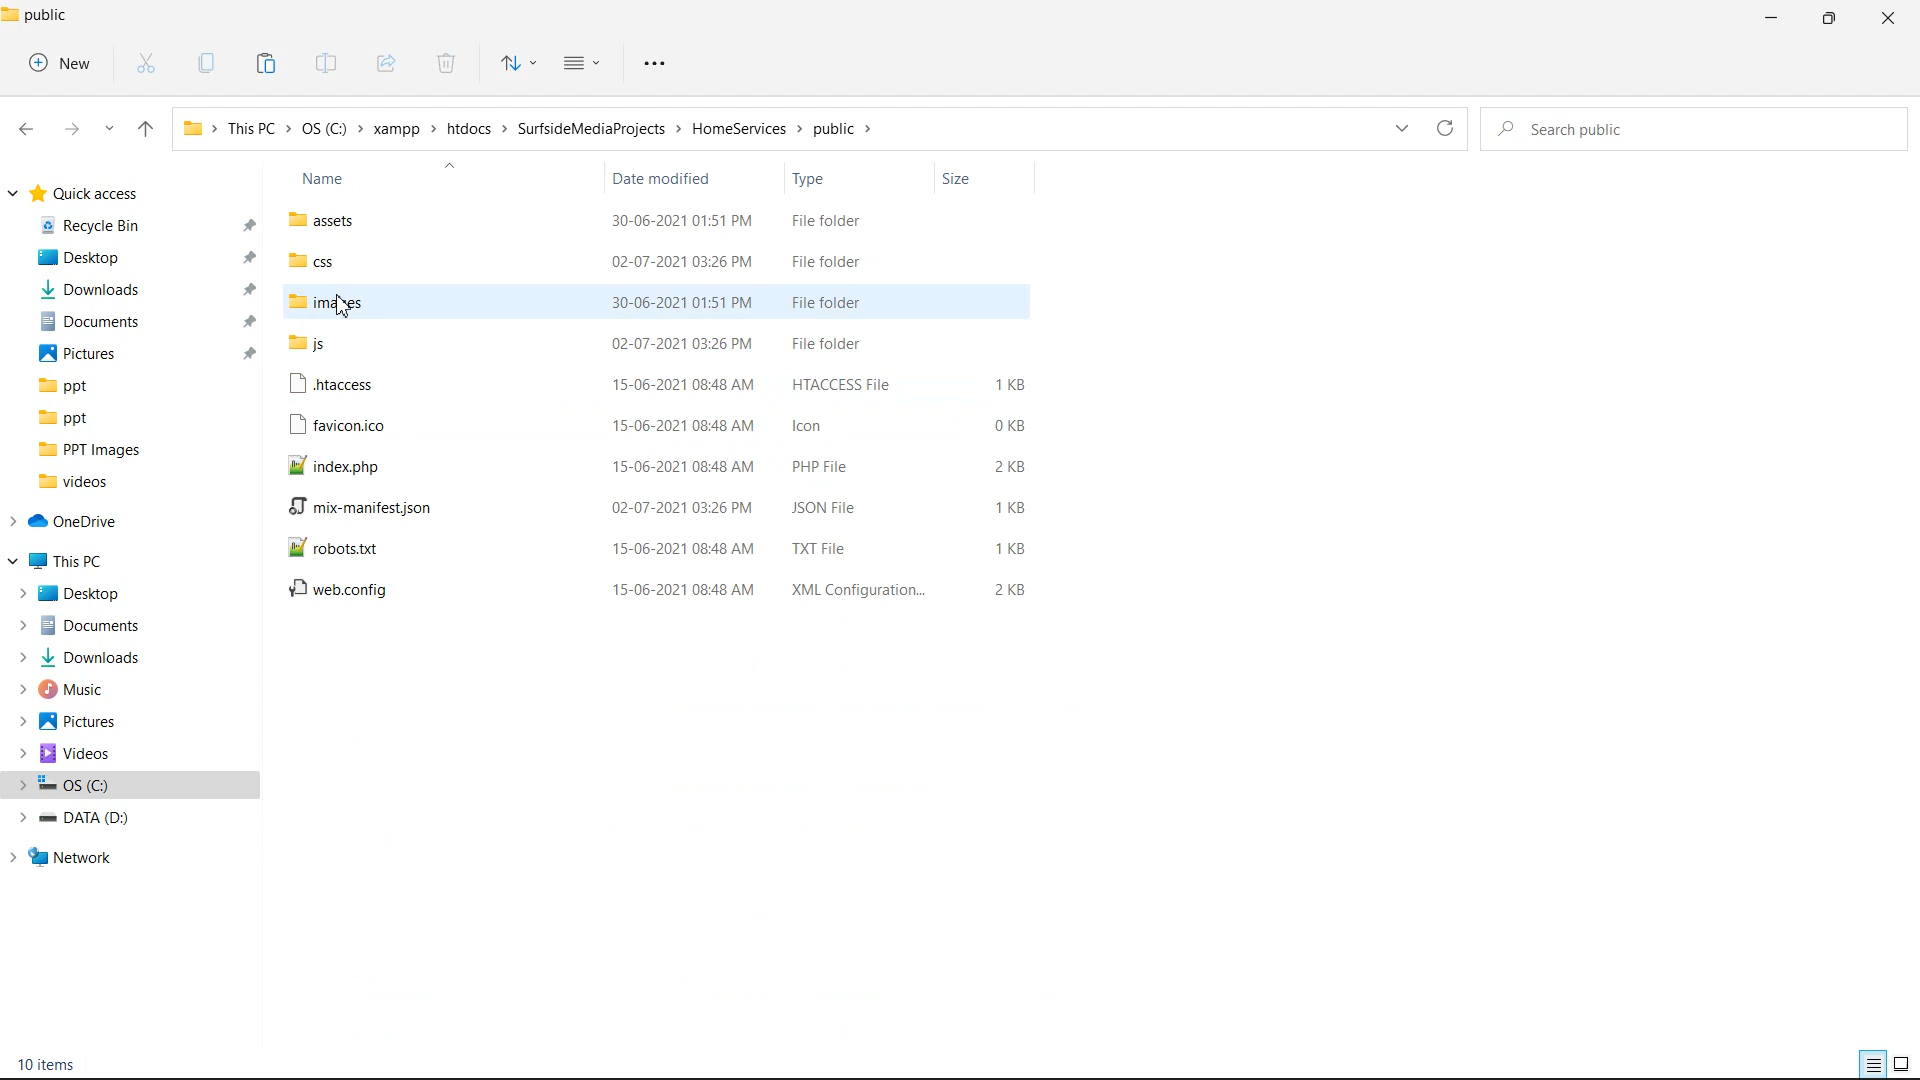 public
New
This PC > OS (C:) > xampp > htdocs > SurfsideMediaProjects > HomeServices > public >
Search public
Name Date modified Type Size
Quick access
Recycle Bin
Desktop
Downloads
Documents
Pictures
ppt
ppt
PPT Images
videos
OneDrive
This PC
Desktop
Documents
Downloads
Music
Pictures
Videos
OS (C:)
DATA (D:)
Network
assets 30-06-2021 01:51 PM File folder
css 02-07-2021 03:26 PM File folder
images 30-06-2021 01:51 PM File folder
js 02-07-2021 03:26 PM File folder
.htaccess 15-06-2021 08:48 AM HTACCESS File 1 KB
favicon.ico 15-06-2021 08:48 AM Icon 0 KB
index.php 15-06-2021 08:48 AM PHP File 2 KB
mix-manifest.json 02-07-2021 03:26 PM JSON File 1 KB
robots.txt 15-06-2021 08:48 AM TXT File 1 KB
web.config 15-06-2021 08:48 AM XML Configuration... 2 KB
10 items